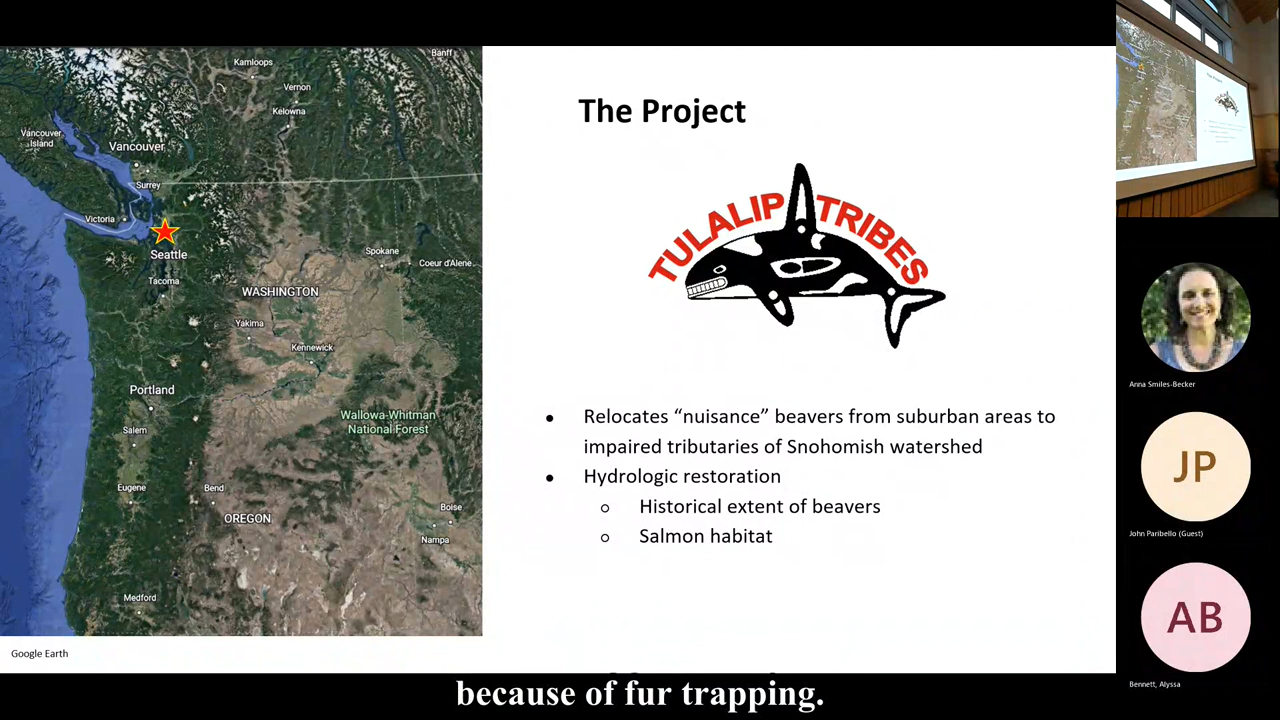 Banff
Kamloops
Vernon
Kelowna
Vancouver
Island
Vancouver
Surrey
Victoria
Seattle
Tacoma
Spokane
Coeur d'Alene
WASHINGTON
Yakima
Kennewick
Portland
Salem
Wallowa-Whitman
National Forest
Eugene
Bend
OREGON
Boise
Nampa
Medford
Google Earth
The Project
TULALIP TRIBES
● Relocates “nuisance” beavers from suburban areas to
impaired tributaries of Snohomish watershed
● Hydrologic restoration
○ Historical extent of beavers
○ Salmon habitat
because of fur trapping.
The Project
Anna Smiles-Becker
JP
John Paribello (Guest)
AB
Bennett, Alyssa